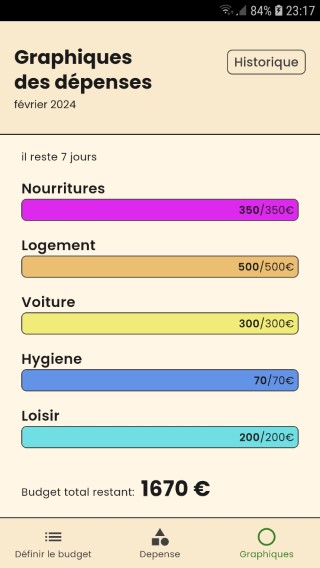 84% 23:17
Graphiques
des dépenses
Historique
février 2024
il reste 7 jours
Nourritures
350/350€
Logement
500/500€
Voiture
300/300€
Hygiene
70/70€
Loisir
200/200€
Budget total restant: 1670 €
Définir le budget Depense Graphiques